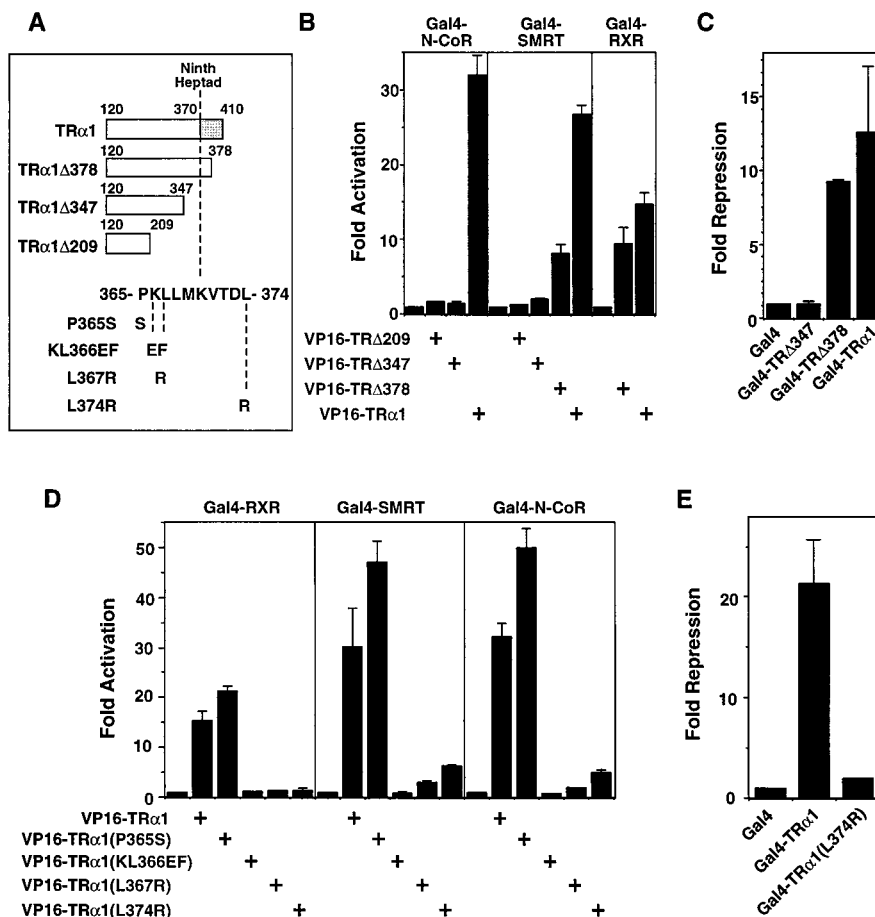 A
Ninth
Heptad
120 370 410
TRα1
120 378
TRα1Δ378
120 347
TRα1Δ347
120 209
TRα1Δ209
365- PKLLMKVTDL- 374
P365S S
KL366EF EF
L367R R
L374R R
B
Gal4-
N-CoR
Gal4-
SMRT
Gal4-
RXR
Fold Activation
30
20
10
0
VP16-TRΔ209 + +
VP16-TRΔ347 + +
VP16-TRΔ378 + +
VP16-TRα1 + + +
C
Fold Repression
20
15
10
5
0
Gal4
Gal4-TRΔ347
Gal4-TRΔ378
Gal4-TRα1
D
Gal4-RXR Gal4-SMRT Gal4-N-CoR
Fold Activation
50
40
30
20
10
0
VP16-TRα1 + + +
VP16-TRα1(P365S) + + +
VP16-TRα1(KL366EF) + + +
VP16-TRα1(L367R) + + +
VP16-TRα1(L374R) + + +
E
Fold Repression
20
10
0
Gal4
Gal4-TRα1
Gal4-TRα1(L374R)